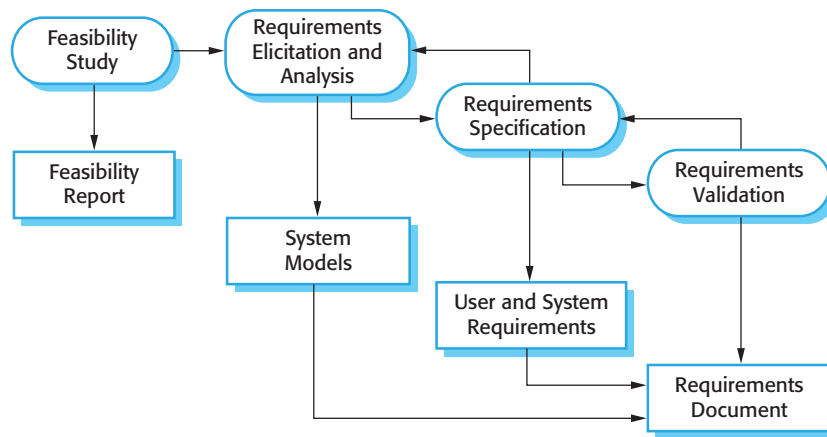 Feasibility
Study
Requirements
Elicitation and
Analysis
Requirements
Specification
Requirements
Validation
Feasibility
Report
System
Models
User and System
Requirements
Requirements
Document